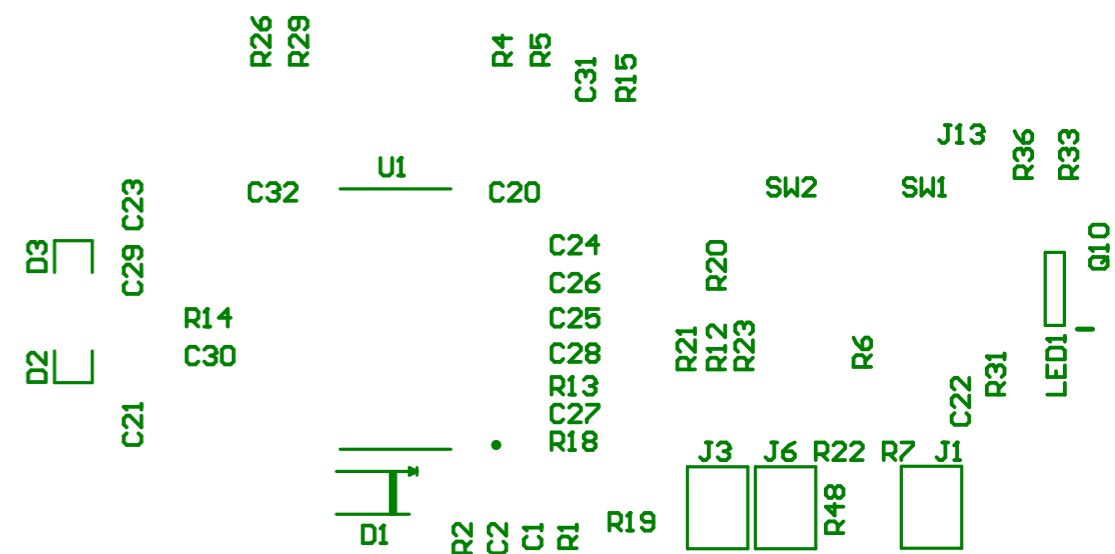 R26
R29
R4
R5
C31
R15
J13
R36
R33
U1
C23
C32
C20
SW2
SW1
D3
C29
C24
R20
Q10
C26
R14
C25
R21
R12
R23
R6
D2
C30
C28
LED1
R31
R13
C22
C21
C27
R18
J3
J6
R22
R7
J1
R48
D1
R2
C2
C1
R1
R19